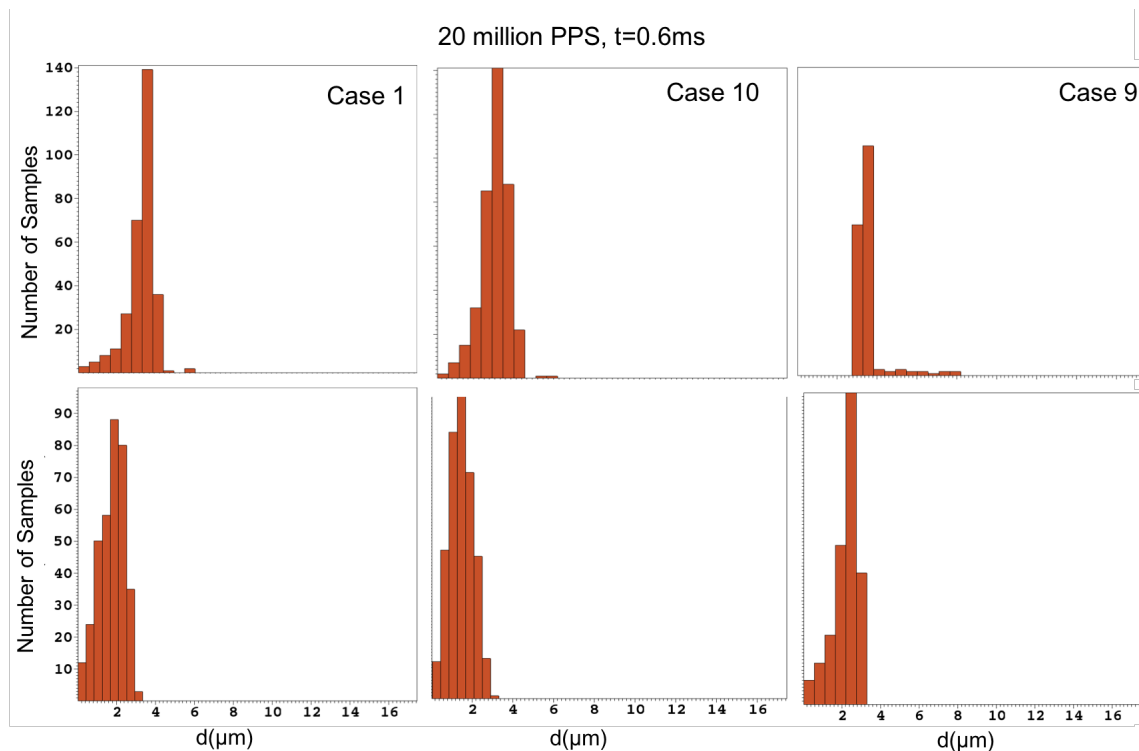 20 million PPS, t=0.6ms
Case 1
Case 10
Case 9
Number of Samples
140
120
100
80
60
40
20
Number of Samples
90
80
70
60
50
40
30
20
10
2 4 6 8 10 12 14 16
2 4 6 8 10 12 14 16
2 4 6 8 10 12 14 16
d(µm)
d(µm)
d(µm)